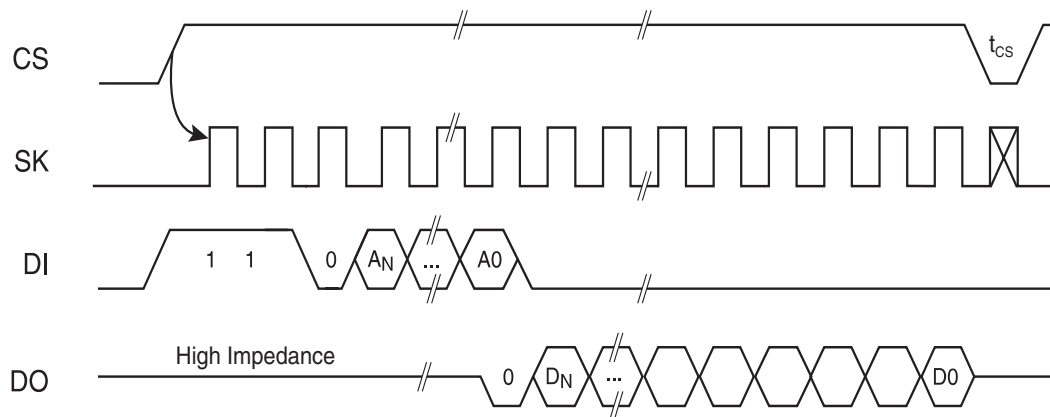 CS t_CS
SK
DI 1 1 0 A_N ... A0
High Impedance
DO 0 D_N ... D0